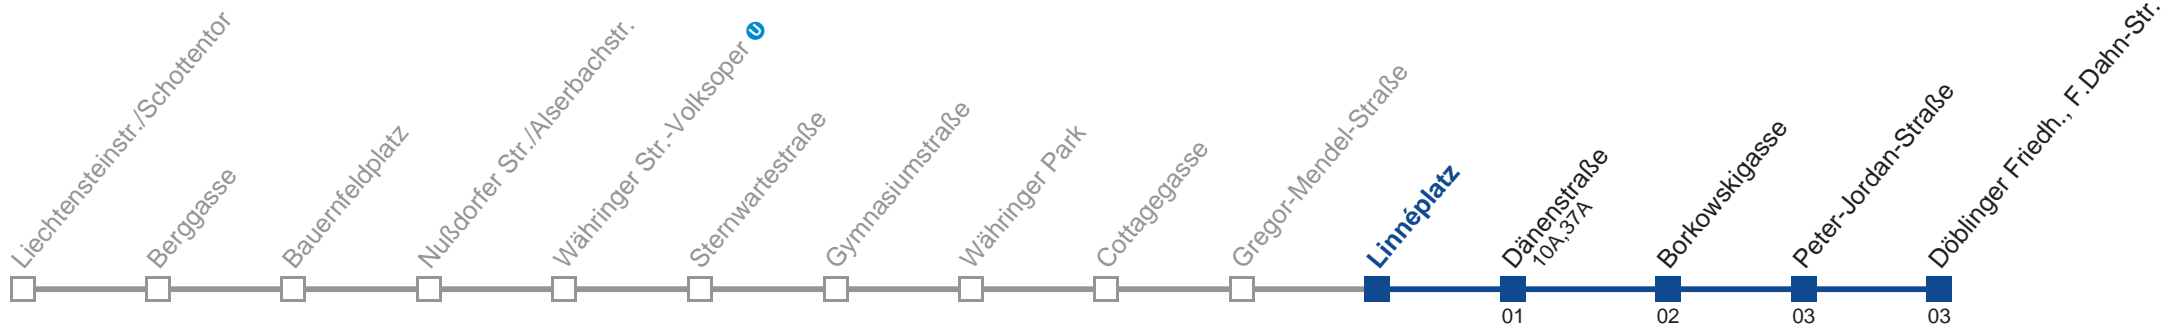 Liechtensteinstr./Schottentor
Berggasse
Bauernfeldplatz
Nußdorfer Str./Alserbachstr.
Währinger Str.-Volksoper U
Sternwartestraße
Gymnasiumstraße
Währinger Park
Cottagegasse
Gregor-Mendel-Straße
Linnéplatz
Dänenstraße
10A,37A
Borkowskigasse
Peter-Jordan-Straße
Döblinger Friedh., F.Dahn-Str.
01
02
03
03